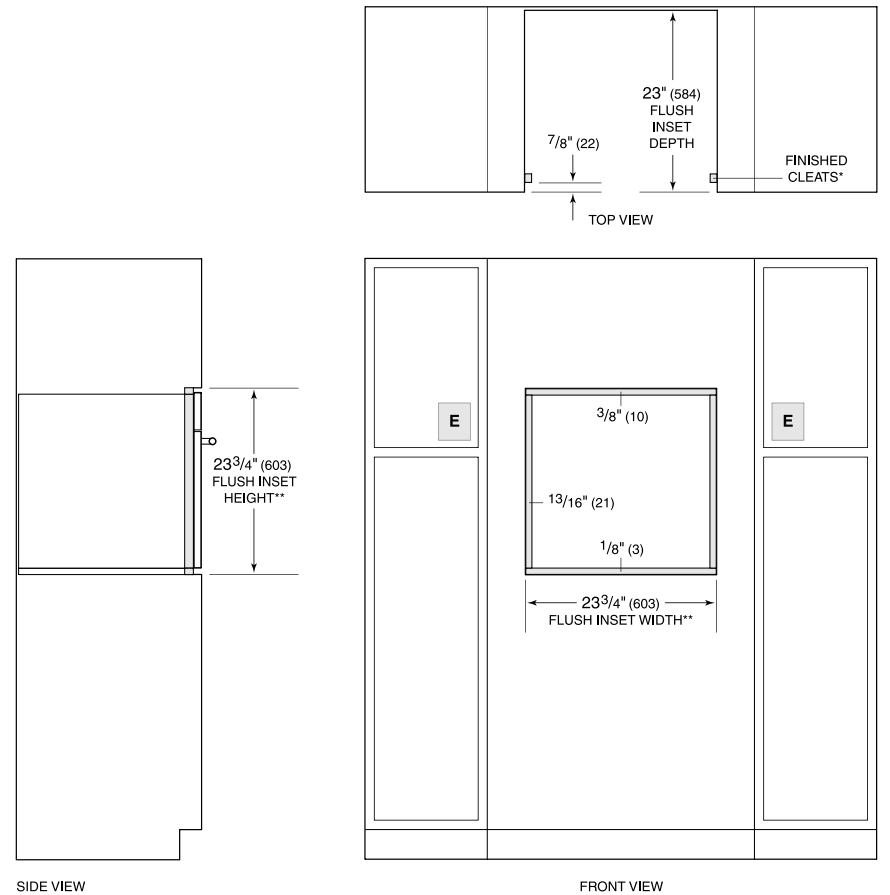 23" (584)
FLUSH
INSET
DEPTH
7/8" (22)
FINISHED
CLEATS*
TOP VIEW
E
3/8" (10)
E
23 3/4" (603)
FLUSH INSET
HEIGHT**
13/16" (21)
1/8" (3)
23 3/4" (603)
FLUSH INSET WIDTH**
SIDE VIEW
FRONT VIEW